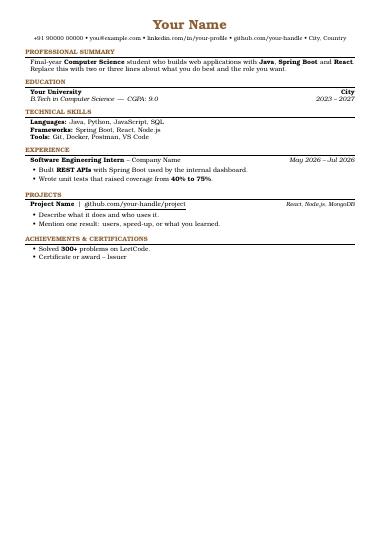 Your Name
+91 90000 00000 • you@example.com • linkedin.com/in/your-profile • github.com/your-handle • City, Country
PROFESSIONAL SUMMARY
Final-year Computer Science student who builds web applications with Java, Spring Boot and React.
Replace this with two or three lines about what you do best and the role you want.
EDUCATION
Your University City
B.Tech in Computer Science — CGPA: 9.0 2023 – 2027
TECHNICAL SKILLS
Languages: Java, Python, JavaScript, SQL
Frameworks: Spring Boot, React, Node.js
Tools: Git, Docker, Postman, VS Code
EXPERIENCE
Software Engineering Intern – Company Name May 2026 – Jul 2026
• Built REST APIs with Spring Boot used by the internal dashboard.
• Wrote unit tests that raised coverage from 40% to 75%.
PROJECTS
Project Name | github.com/your-handle/project React, Node.js, MongoDB
• Describe what it does and who uses it.
• Mention one result: users, speed-up, or what you learned.
ACHIEVEMENTS & CERTIFICATIONS
• Solved 300+ problems on LeetCode.
• Certificate or award – Issuer